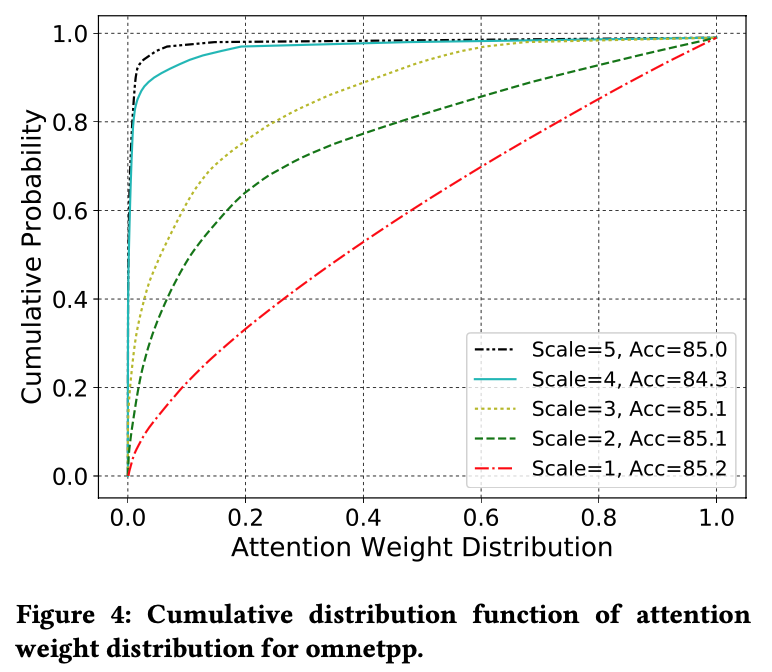 1.0
0.8
0.6
0.4
0.2
0.0
Cumulative Probability
Scale=5, Acc=85.0
Scale=4, Acc=84.3
Scale=3, Acc=85.1
Scale=2, Acc=85.1
Scale=1, Acc=85.2
0.0 0.2 0.4 0.6 0.8 1.0
Attention Weight Distribution
Figure 4: Cumulative distribution function of attention
weight distribution for omnetpp.